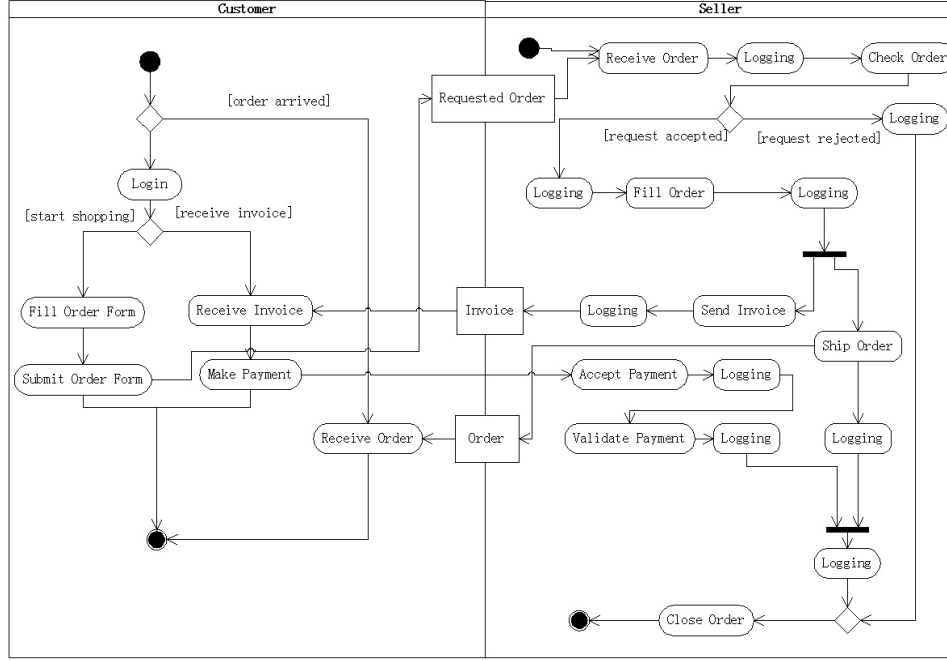 Customer
Seller
Receive Order
Logging
Check Order
[order arrived]
Requested Order
[request accepted]
[request rejected]
Logging
Login
Logging
Fill Order
Logging
[start shopping]
[receive invoice]
Fill Order Form
Receive Invoice
Invoice
Logging
Send Invoice
Ship Order
Submit Order Form
Make Payment
Accept Payment
Logging
Receive Order
Order
Validate Payment
Logging
Logging
Logging
Close Order